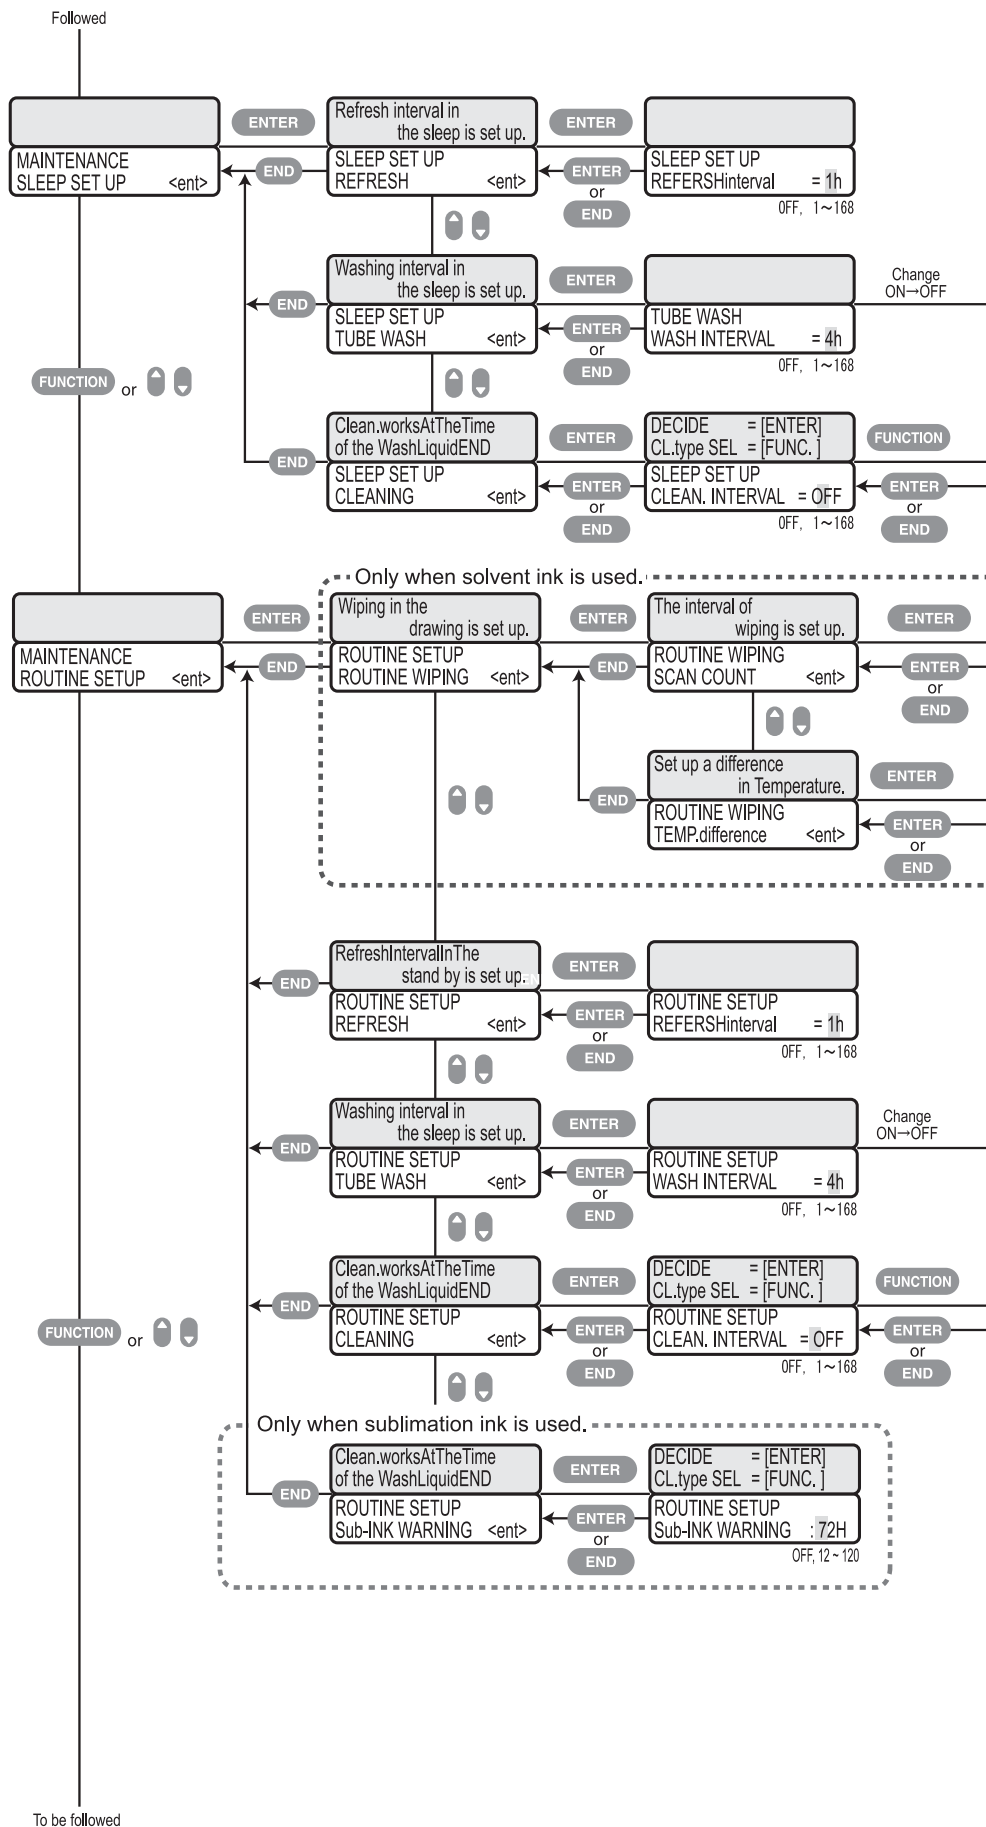 Followed
ENTER
Refresh interval in
the sleep is set up.
ENTER
MAINTENANCE
SLEEP SET UP <ent>
END
SLEEP SET UP
REFRESH <ent>
ENTER
or
END
SLEEP SET UP
REFERSHinterval = 1h
OFF, 1～168
Washing interval in
the sleep is set up.
ENTER
Change
ON→OFF
END
SLEEP SET UP
TUBE WASH <ent>
ENTER
or
END
TUBE WASH
WASH INTERVAL = 4h
OFF, 1～168
FUNCTION or
Clean.worksAtTheTime
of the WashLiquidEND
ENTER
DECIDE = [ENTER]
CL.type SEL = [FUNC. ]
FUNCTION
END
SLEEP SET UP
CLEANING <ent>
ENTER
or
END
SLEEP SET UP
CLEAN. INTERVAL = OFF
OFF, 1～168
ENTER
or
END
Only when solvent ink is used.
ENTER
Wiping in the
drawing is set up.
ENTER
The interval of
wiping is set up.
ENTER
MAINTENANCE
ROUTINE SETUP <ent>
END
ROUTINE SETUP
ROUTINE WIPING <ent>
END
ROUTINE WIPING
SCAN COUNT <ent>
ENTER
or
END
Set up a difference
in Temperature.
ENTER
END
ROUTINE WIPING
TEMP.difference <ent>
ENTER
or
END
RefreshIntervalInThe
stand by is set up.
ENTER
END
ROUTINE SETUP
REFRESH <ent>
ENTER
or
END
ROUTINE SETUP
REFERSHinterval = 1h
OFF, 1～168
Washing interval in
the sleep is set up.
ENTER
Change
ON→OFF
END
ROUTINE SETUP
TUBE WASH <ent>
ENTER
or
END
ROUTINE SETUP
WASH INTERVAL = 4h
OFF, 1～168
Clean.worksAtTheTime
of the WashLiquidEND
ENTER
DECIDE = [ENTER]
CL.type SEL = [FUNC. ]
FUNCTION
END
FUNCTION or
ROUTINE SETUP
CLEANING <ent>
ENTER
or
END
ROUTINE SETUP
CLEAN. INTERVAL = OFF
OFF, 1～168
ENTER
or
END
Only when sublimation ink is used.
Clean.worksAtTheTime
of the WashLiquidEND
ENTER
DECIDE = [ENTER]
CL.type SEL = [FUNC. ]
END
ROUTINE SETUP
Sub-INK WARNING <ent>
ENTER
or
END
ROUTINE SETUP
Sub-INK WARNING : 72H
OFF, 12 ~ 120
To be followed